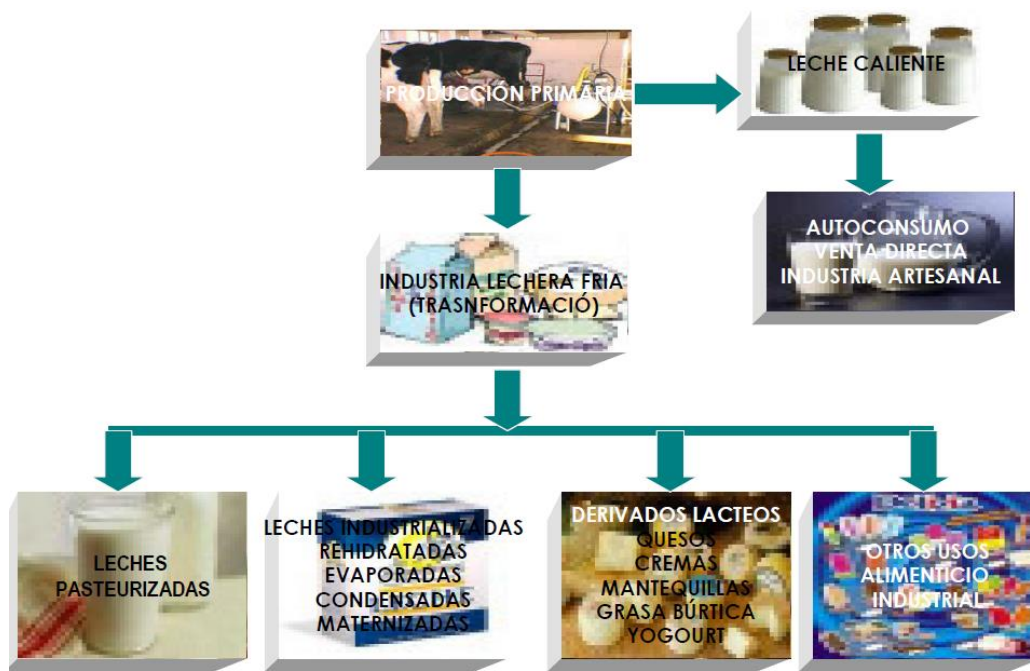 PRODUCCIÓN PRIMARIA
LECHE CALIENTE
AUTOCONSUMO
VENTA DIRECTA
INDUSTRIA ARTESANAL
INDUSTRIA LECHERA FRIA
(TRASNFORMACIÓ)
LECHES
PASTEURIZADAS
LECHES INDUSTRIALIZADAS
REHIDRATADAS
EVAPORADAS
CONDENSADAS
MATERNIZADAS
DERIVADOS LACTEOS
QUESOS
CREMAS
MANTEQUILLAS
GRASA BÚRTICA
YOGOURT
OTROS USOS
ALIMENTICIO
INDUSTRIAL